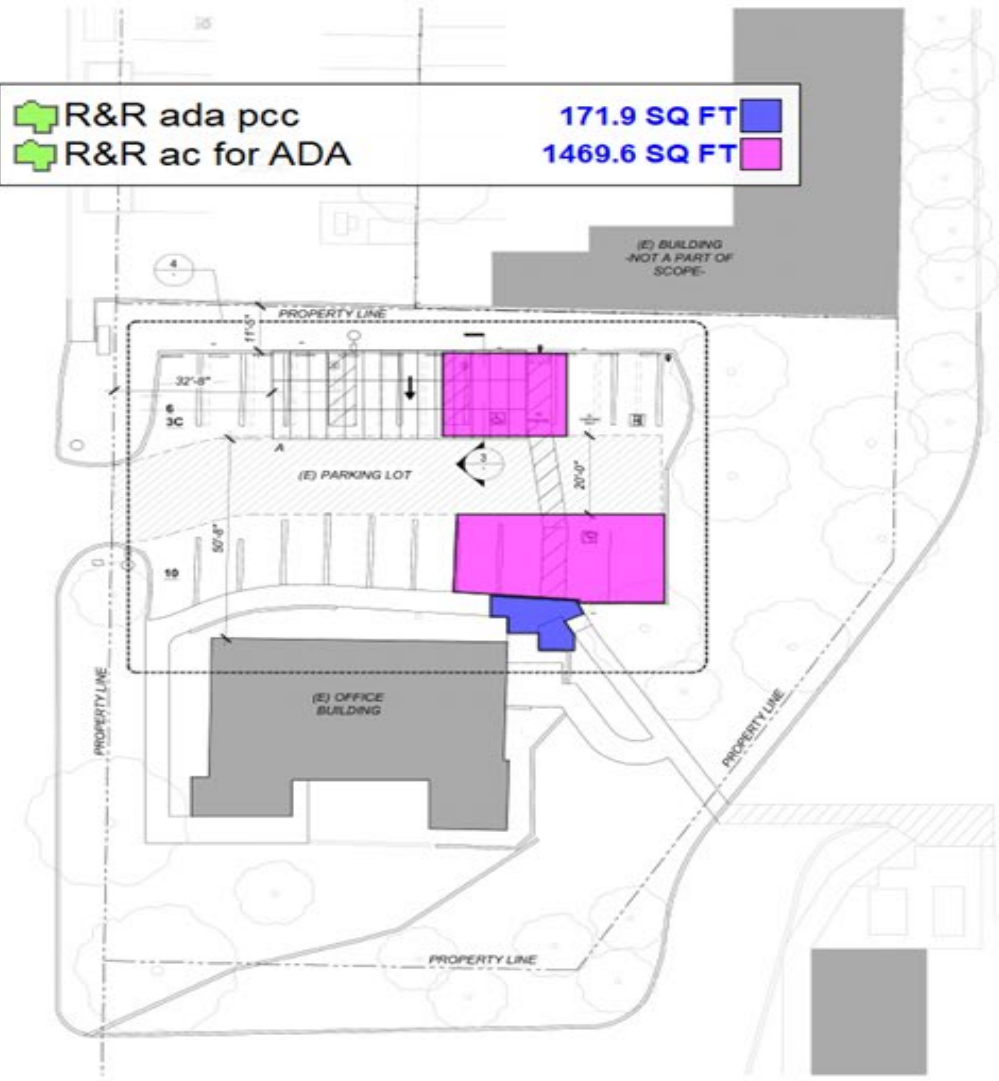 R&R ada pcc 171.9 SQ FT
R&R ac for ADA 1469.6 SQ FT
(E) BUILDING
-NOT A PART OF
SCOPE-
4
PROPERTY LINE
11'-5"
32'-8"
6
3C
A
3
(E) PARKING LOT
20'-0"
50'-8"
10
(E) OFFICE
BUILDING
PROPERTY LINE
PROPERTY LINE
PROPERTY LINE